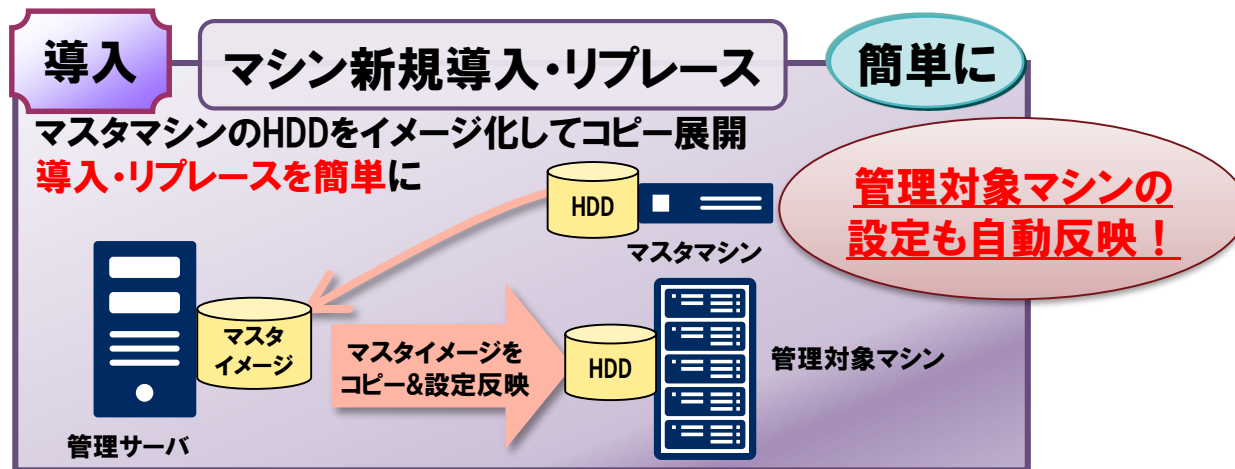 導入
マシン新規導入・リプレース
簡単に
マスタマシンのHDDをイメージ化してコピー展開
導入・リプレースを簡単に
管理対象マシンの
設定も自動反映！
HDD
マスタマシン
マスタ
イメージ
マスタイメージを
コピー&設定反映
HDD
管理対象マシン
管理サーバ